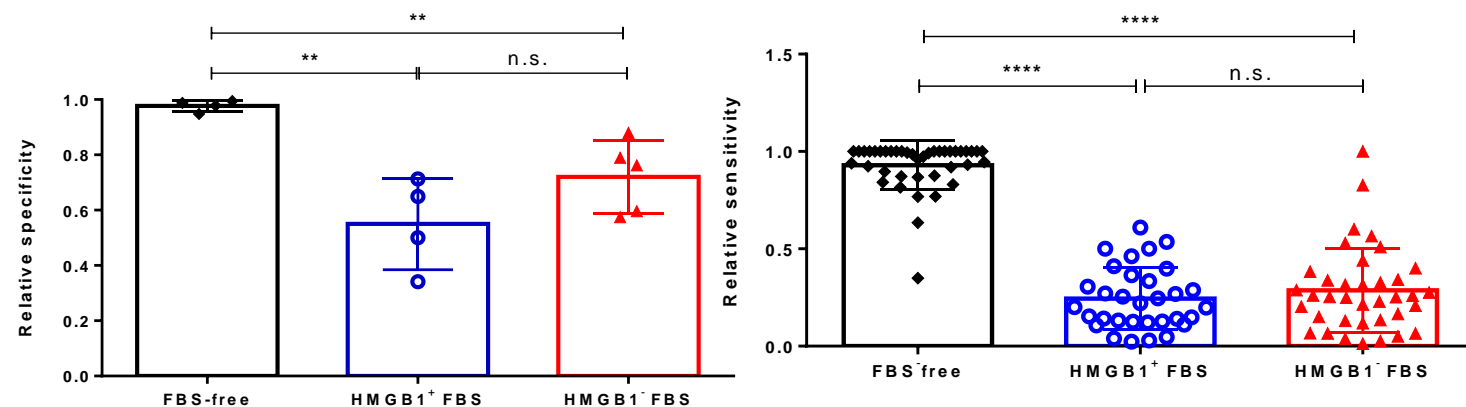 **
** n.s.
Relative specificity
1.0
0.8
0.6
0.4
0.2
0.0
FBS-free HMGB1⁺ FBS HMGB1⁻ FBS
****
**** n.s.
Relative sensitivity
1.5
1.0
0.5
0.0
FBS⁻free HMGB1⁺ FBS HMGB1⁻ FBS